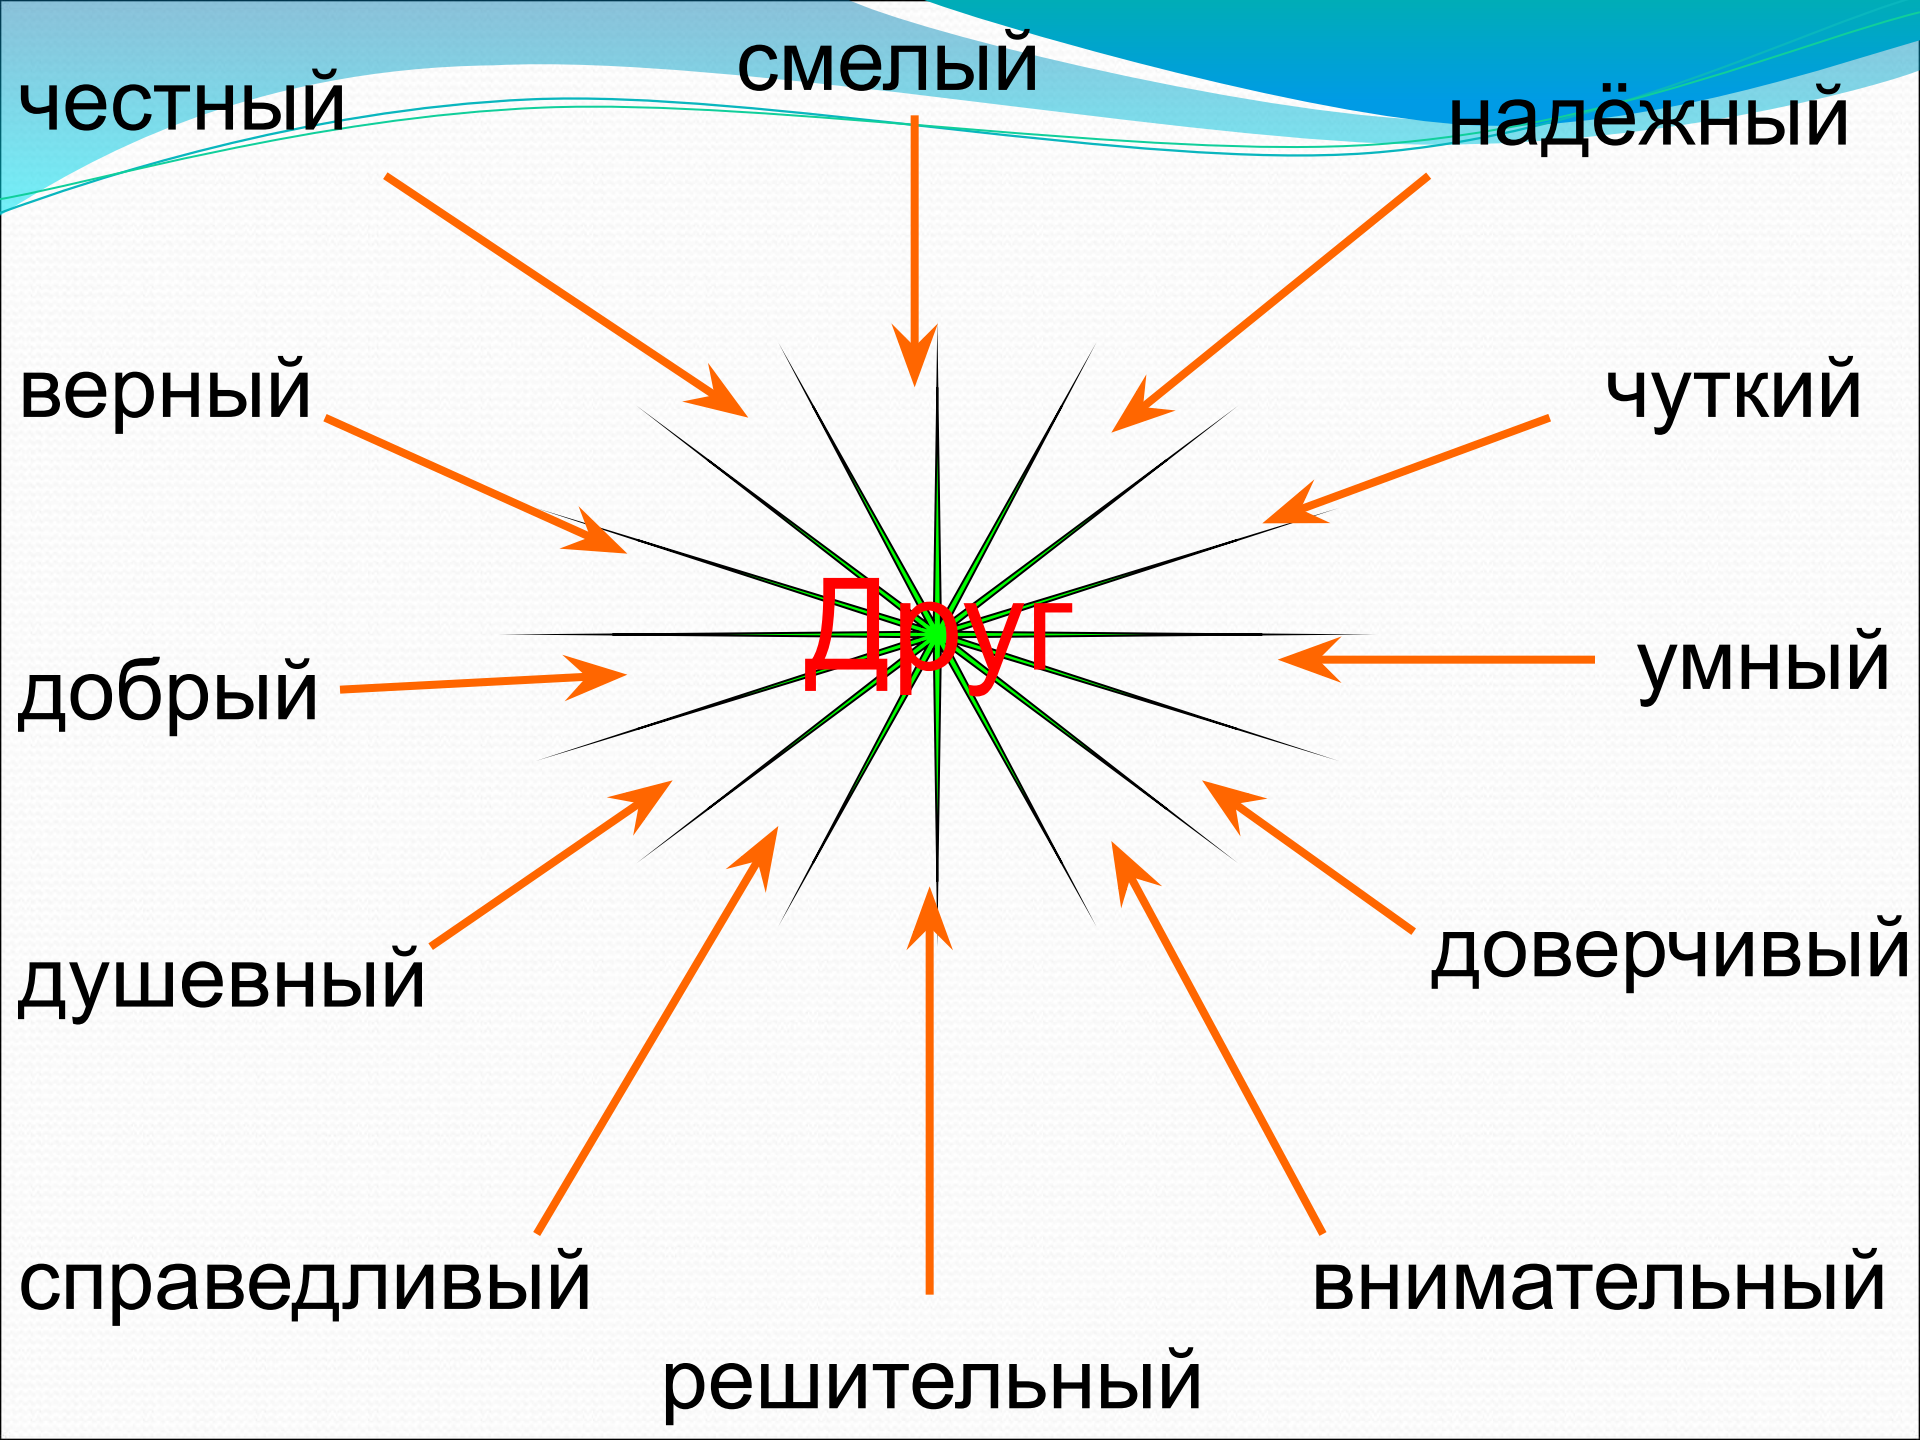 смелый
честный
надёжный
верный
чуткий
Друг
умный
добрый
доверчивый
душевный
справедливый
внимательный
решительный